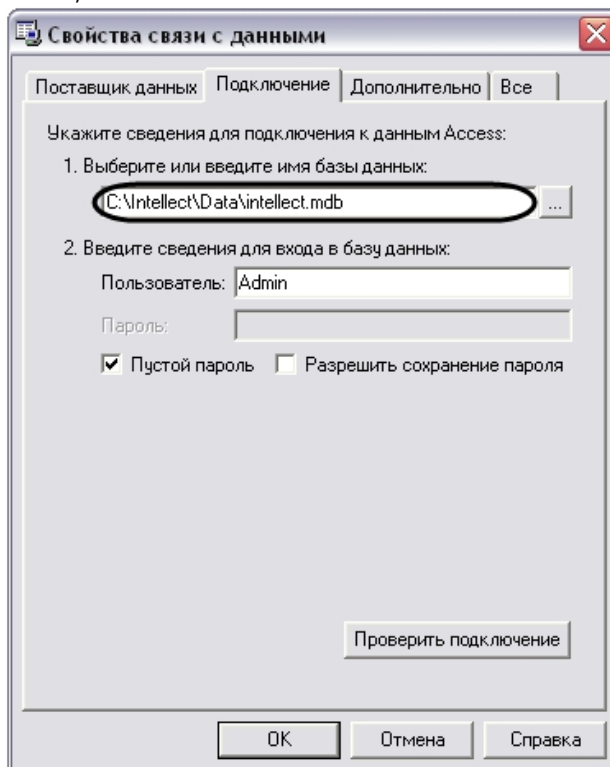 Свойства связи с данными
Поставщик данных Подключение Дополнительно Все
Укажите сведения для подключения к данным Access:
1. Выберите или введите имя базы данных:
C:\Intellect\Data\intellect.mdb ...
2. Введите сведения для входа в базу данных:
Пользователь: Admin
Пароль:
Пустой пароль Разрешить сохранение пароля
Проверить подключение
OK Отмена Справка